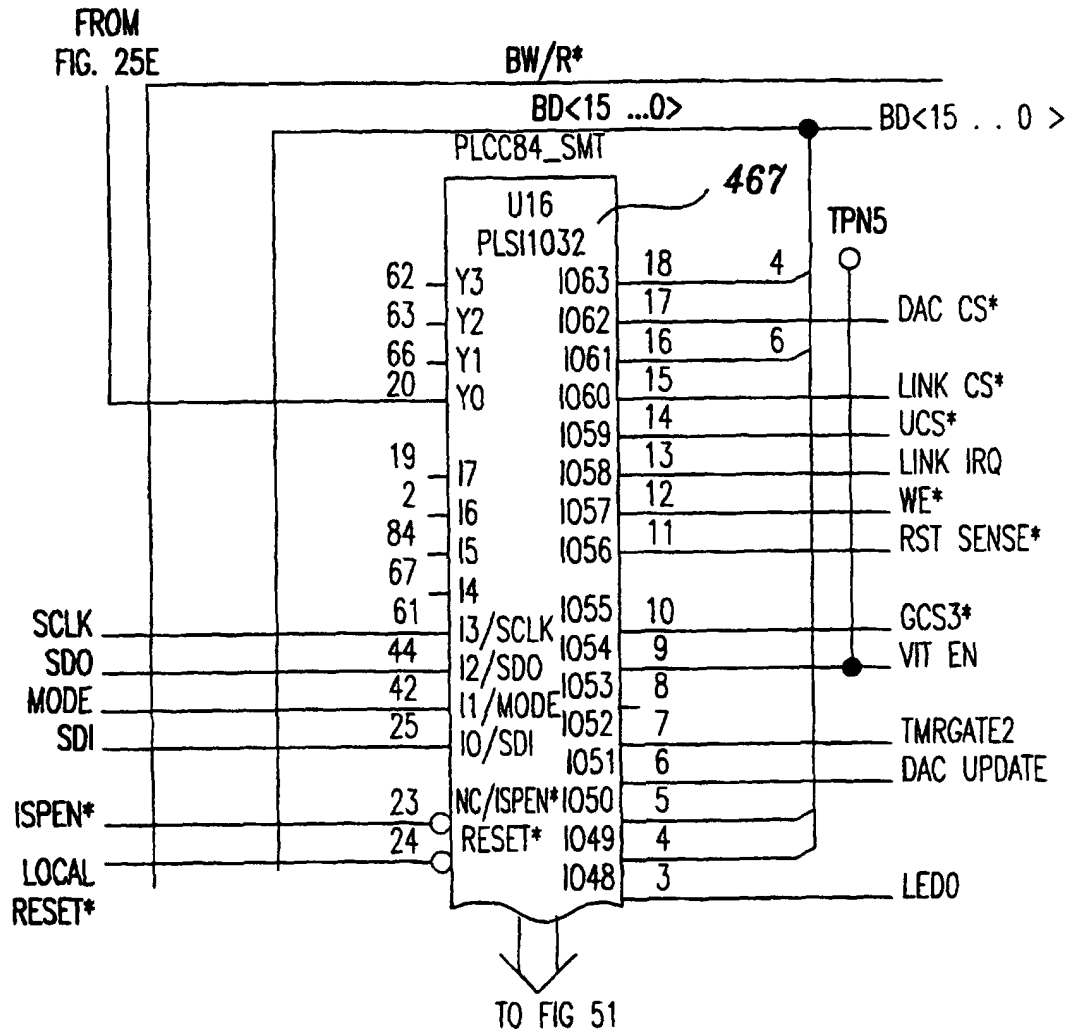 FROM
FIG. 25E
BW/R*
BD<15 ...0>
BD<15 . . 0 >
PLCC84_SMT
467
U16
PLSI1032
TPN5
62 Y3 IO63 18 4
63 Y2 IO62 17 DAC CS*
66 Y1 IO61 16 6
20 Y0 IO60 15 LINK CS*
IO59 14 UCS*
19 I7 IO58 13 LINK IRQ
2 I6 IO57 12 WE*
84 I5 IO56 11 RST SENSE*
67 I4
SCLK 61 I3/SCLK IO55 10 GCS3*
SDO 44 I2/SDO IO54 9 VIT EN
MODE 42 I1/MODE IO53 8
SDI 25 I0/SDI IO52 7 TMRGATE2
IO51 6 DAC UPDATE
ISPEN* 23 NC/ISPEN* IO50 5
LOCAL
RESET* 24 RESET* IO49 4
IO48 3 LED0
TO FIG 51